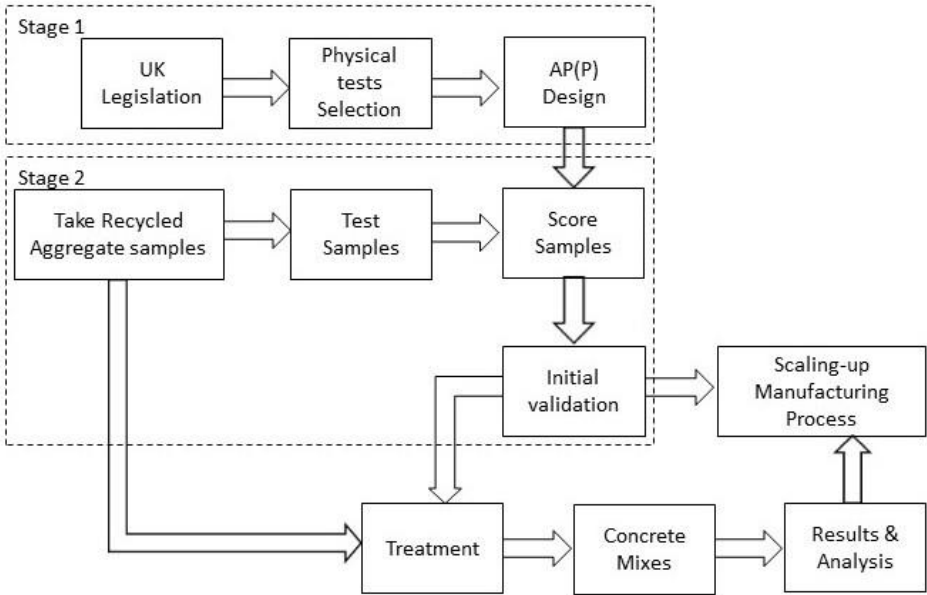 Stage 1
UK
Legislation
Physical
tests
Selection
AP(P)
Design
Stage 2
Take Recycled
Aggregate samples
Test
Samples
Score
Samples
Initial
validation
Scaling-up
Manufacturing
Process
Treatment
Concrete
Mixes
Results &
Analysis